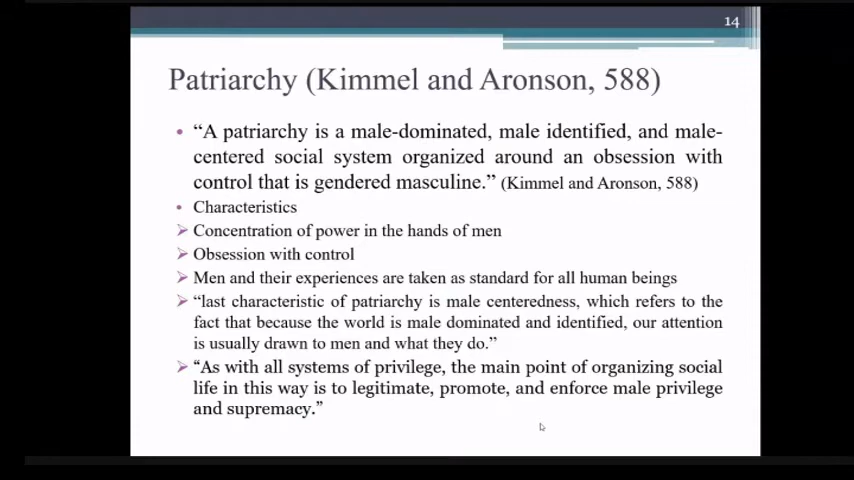 14
Patriarchy (Kimmel and Aronson, 588)
• “A patriarchy is a male-dominated, male identified, and male-
centered social system organized around an obsession with
control that is gendered masculine.” (Kimmel and Aronson, 588)
• Characteristics
➢ Concentration of power in the hands of men
➢ Obsession with control
➢ Men and their experiences are taken as standard for all human beings
➢ “last characteristic of patriarchy is male centeredness, which refers to the
fact that because the world is male dominated and identified, our attention
is usually drawn to men and what they do.”
➢ “As with all systems of privilege, the main point of organizing social
life in this way is to legitimate, promote, and enforce male privilege
and supremacy.”